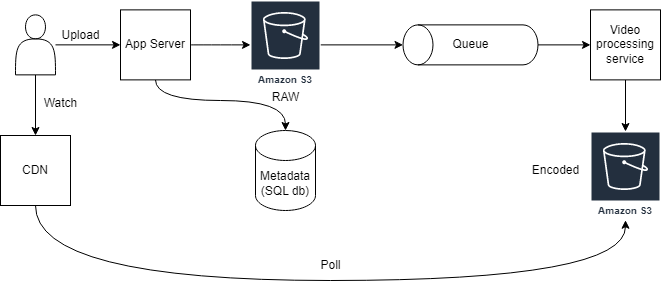 Upload
App Server
Amazon S3
RAW
Queue
Video
processing
service
Watch
CDN
Metadata
(SQL db)
Encoded
Amazon S3
Poll